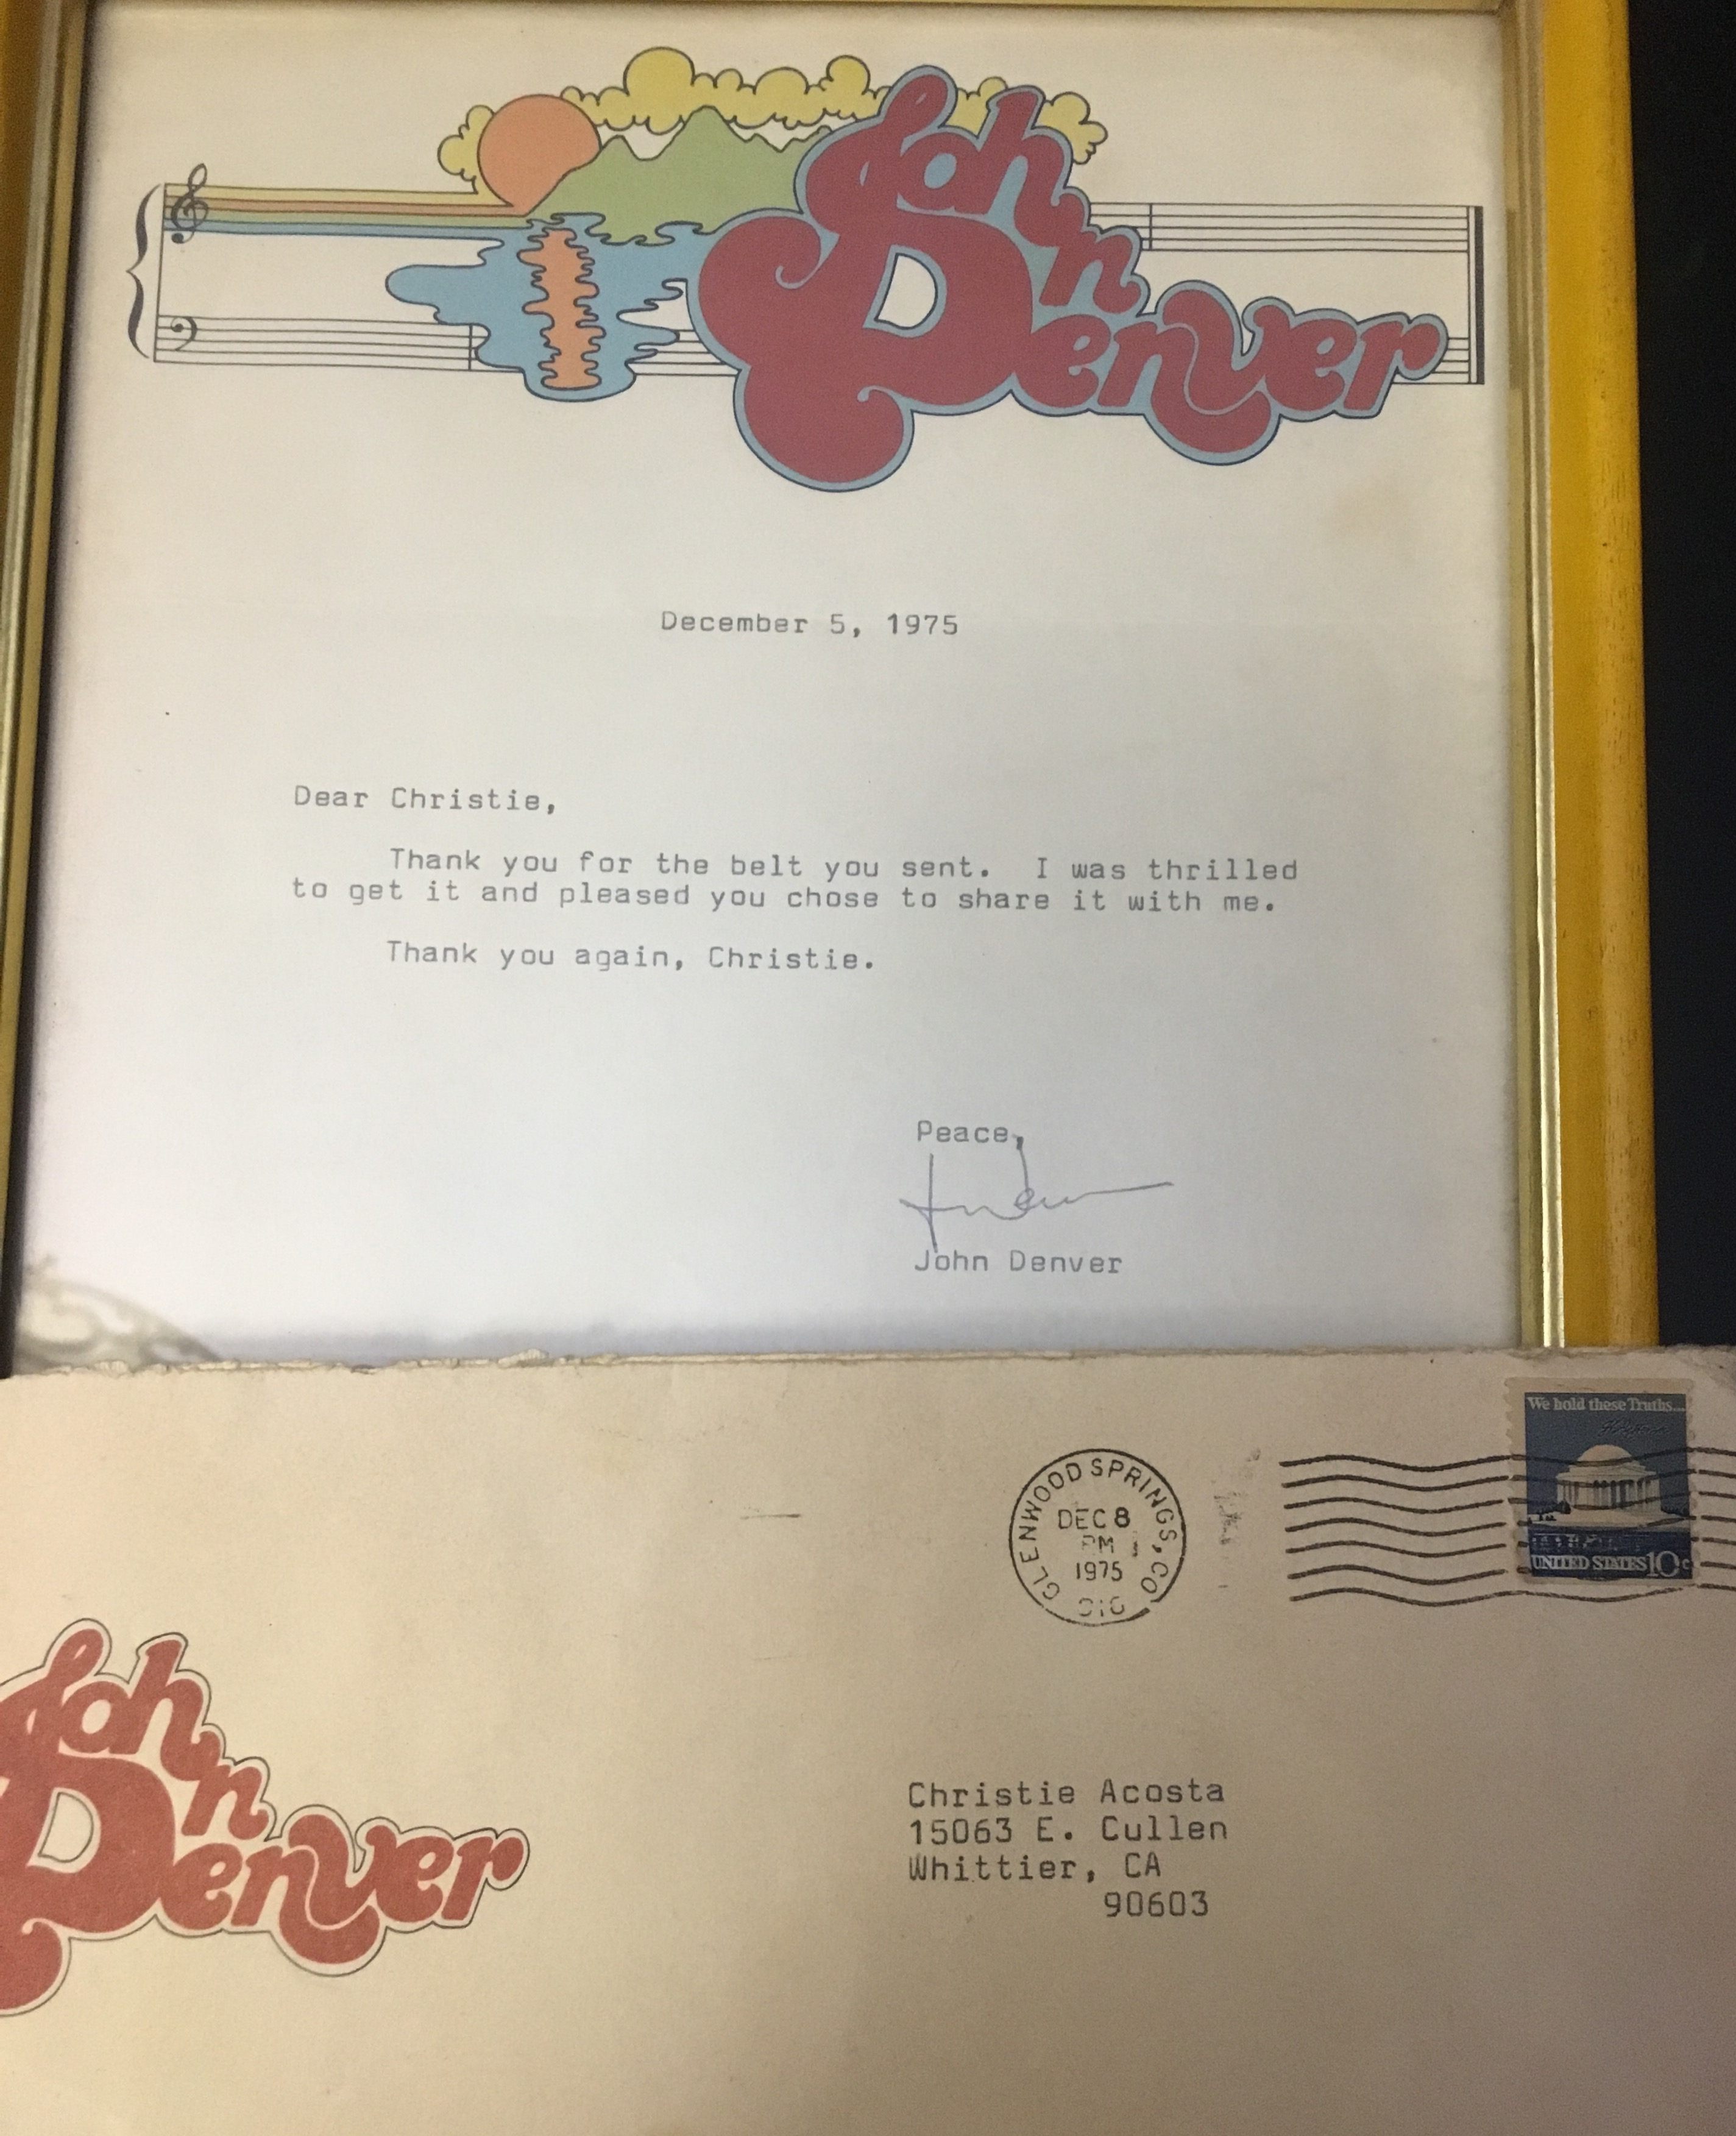 John
Denver
December 5, 1975
Dear Christie,
Thank you for the belt you sent. I was thrilled
to get it and pleased you chose to share it with me.
Thank you again, Christie.
Peace,
John Denver
We hold these Truths...
UNITED STATES 10c
GLENWOOD SPRINGS, CO
DEC 8
PM
1975
John
Denver
Christie Acosta
15063 E. Cullen
Whittier, CA
90603